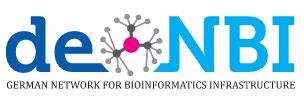 de NBI
GERMAN NETWORK FOR BIOINFORMATICS INFRASTRUCTURE